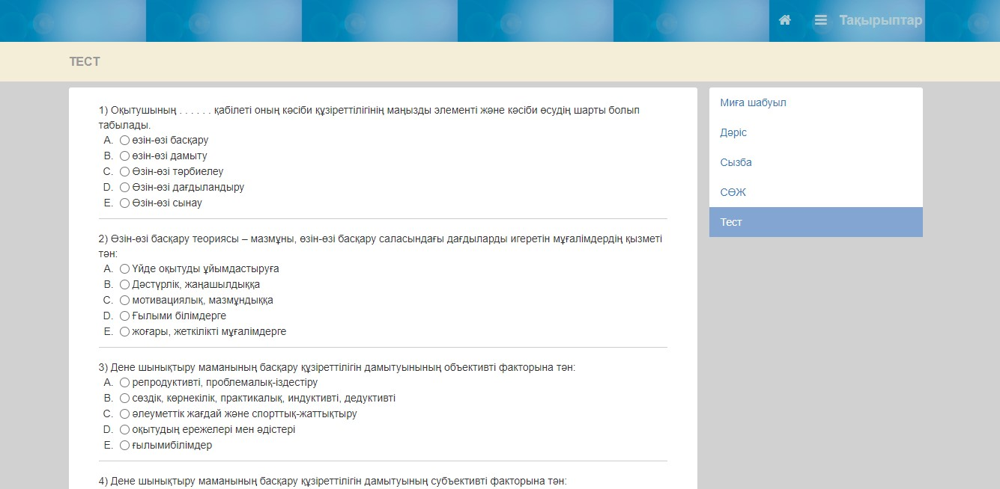 Тақырыптар
ТЕСТ
1) Оқытушының . . . . . . қабілеті оның кәсіби құзіреттілігінің маңызды элементі және кәсіби өсудің шарты болып
табылады.
A. өзін-өзі басқару
B. өзін-өзі дамыту
C. Өзін-өзі тәрбиелеу
D. Өзін-өзі дағдыландыру
E. Өзін-өзі сынау
2) Өзін-өзі басқару теориясы – мазмұны, өзін-өзі басқару саласындағы дағдыларды игеретін мұғалімдердің қызметі
тән:
A. Үйде оқытуды ұйымдастыруға
B. Дәстүрлік, жаңашылдыққа
C. мотивациялық, мазмұндыққа
D. Ғылыми білімдерге
E. жоғары, жеткілікті мұғалімдерге
3) Дене шынықтыру маманының басқару құзіреттілігін дамытуынының объективті факторына тән:
A. репродуктивті, проблемалық-іздестіру
B. сөздік, көрнекілік, практикалық, индуктивті, дедуктивті
C. әлеуметтік жағдай және спорттық-жаттықтыру
D. оқытудың ережелері мен әдістері
E. ғылымибілімдер
4) Дене шынықтыру маманының басқару құзіреттілігін дамытуының субъективті факторына тән:
Миға шабуыл
Дәріс
Сызба
СӨЖ
Тест